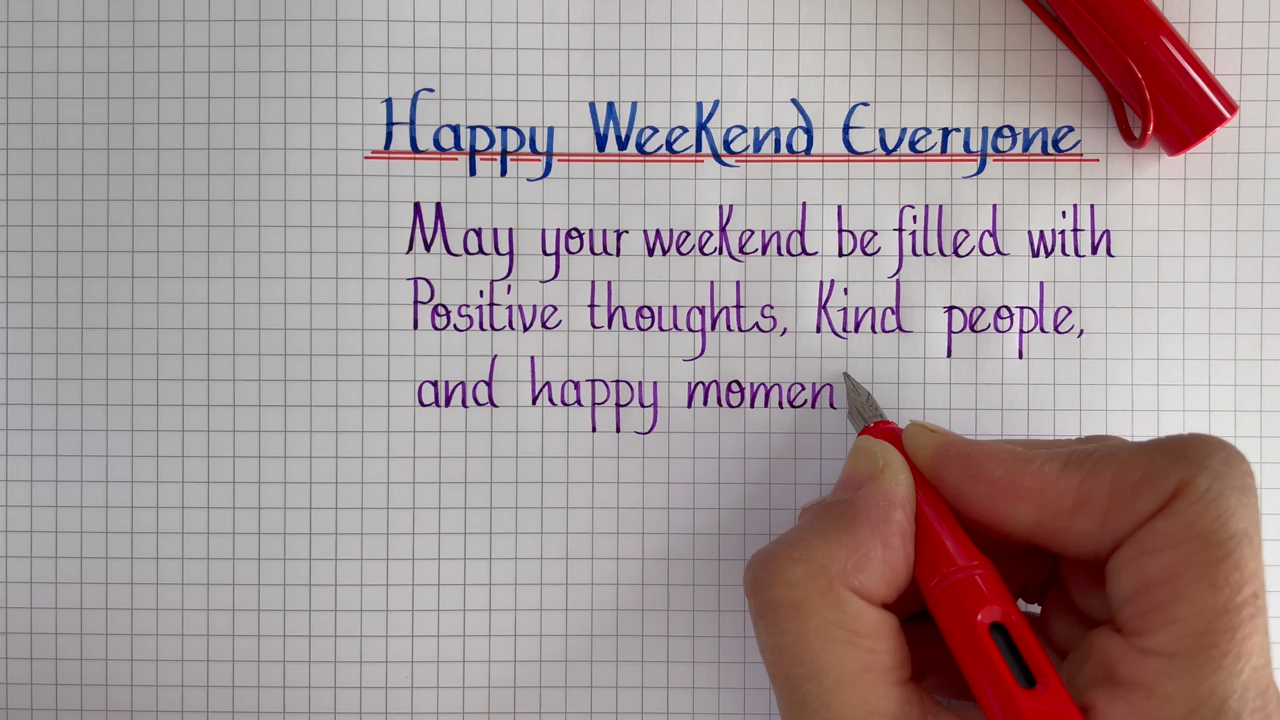 Happy Weekend Everyone
May your weekend be filled with
Positive thoughts, Kind people,
and happy momen